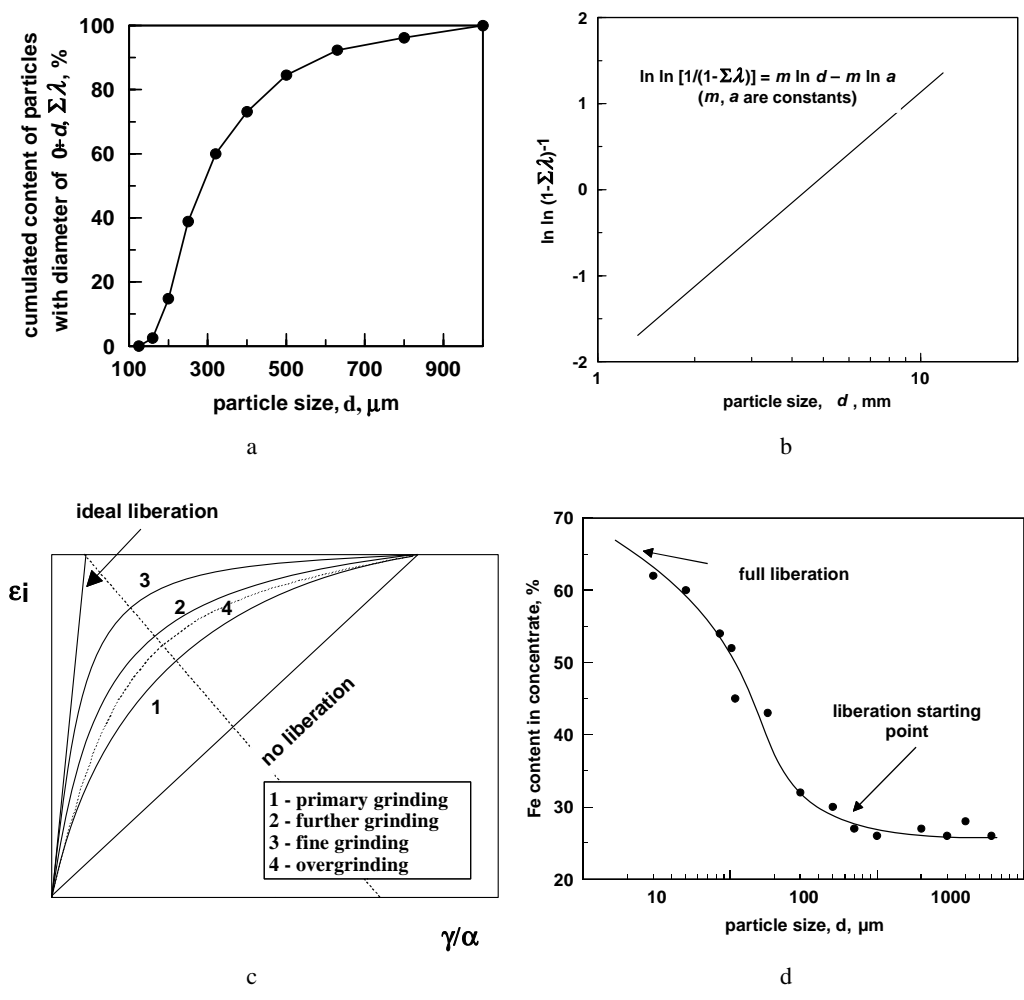 cumulated content of particles
with diameter of 0÷d, Σλ, %
100
80
60
40
20
0
100
300
500
700
900
particle size, d, μm
a
ln ln [1/(1-Σλ)] = m ln d – m ln a
(m, a are constants)
ln ln (1-Σλ)-1
2
1
0
-1
-2
1
10
particle size, d , mm
b
ideal liberation
εi
3
2
4
1
no liberation
1 - primary grinding
2 - further grinding
3 - fine grinding
4 - overgrinding
γ/α
c
Fe content in concentrate, %
70
60
50
40
30
20
full liberation
liberation starting
point
10
100
1000
particle size, d, µm
d